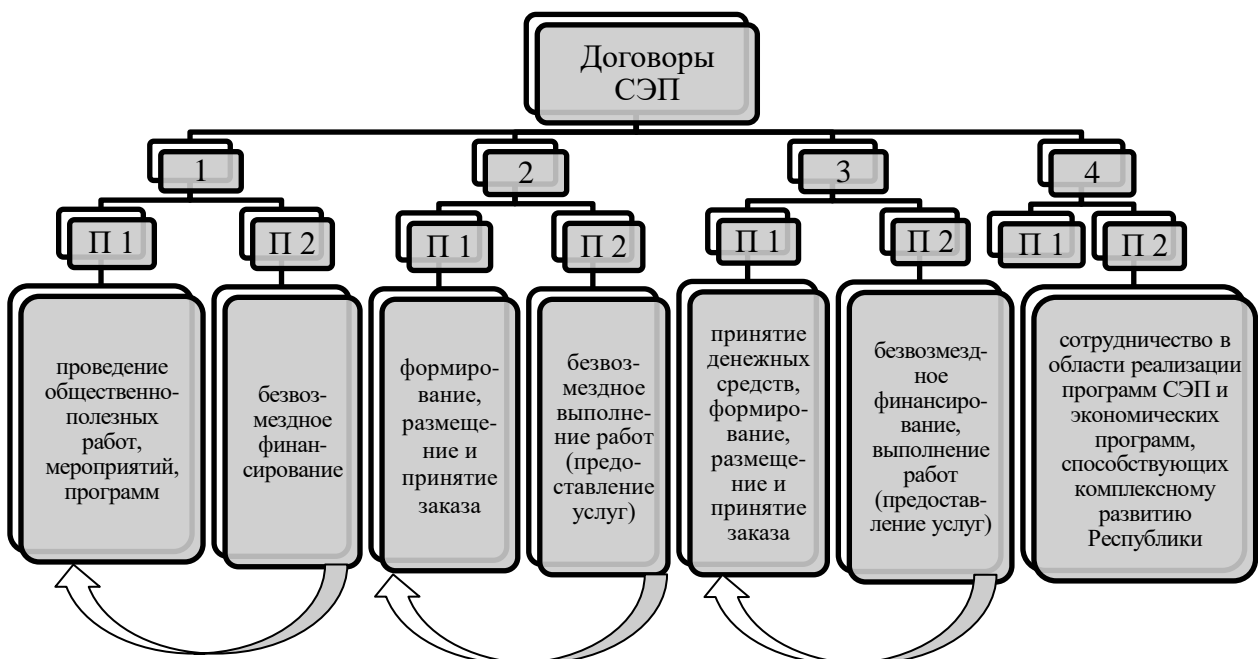 Договоры
СЭП
1
2
3
4
П 1
П 2
П 1
П 2
П 1
П 2
П 1
П 2
проведение
общественно-
полезных
работ,
мероприятий,
программ
безвоз-
мездное
финан-
сирование
формиро-
вание,
размеще-
ние и
принятие
заказа
безвоз-
мездное
выполне-
ние работ
(предо-
ставление
услуг)
принятие
денежных
средств,
формиро-
вание,
размеще-
ние и
принятие
заказа
безвозмезд-
ное
финансиро-
вание,
выполнение
работ
(предостав-
ление услуг)
сотрудничество в
области реализации
программ СЭП и
экономических
программ,
способствующих
комплексному
развитию
Республики